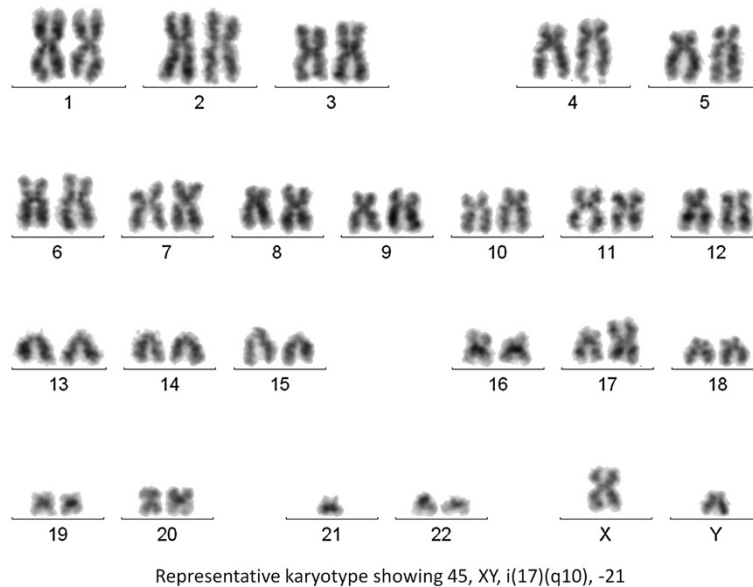 1 2 3 4 5
6 7 8 9 10 11 12
13 14 15 16 17 18
19 20 21 22 X Y
Representative karyotype showing 45, XY, i(17)(q10), -21